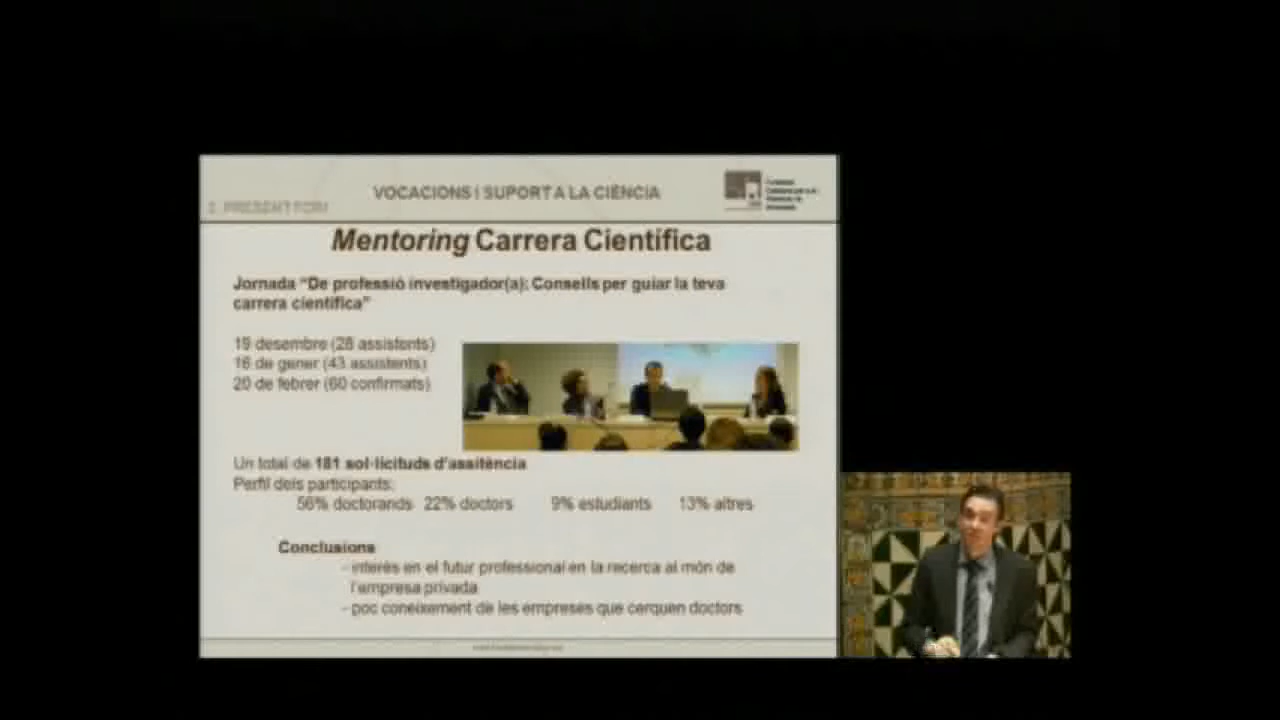 VOCACIONS I SUPORT A LA CIÈNCIA
Mentoring Carrera Científica
Jornada “De professió investigador(a): Consells per guiar la teva
carrera científica”
19 desembre (28 assistents)
16 de gener (43 assistents)
20 de febrer (60 confirmats)
Un total de 181 sol·licituds d’assitència
Perfil dels participants:
56% doctorands 22% doctors 9% estudiants 13% altres
Conclusions
- interès en el futur professional en la recerca al món de
l’empresa privada
- poc coneixement de les empreses que cerquen doctors